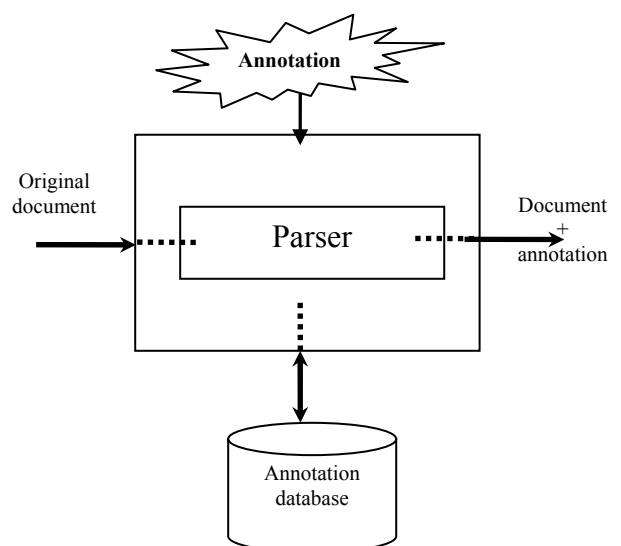 Annotation
Original
document
Parser
Document
+
annotation
Annotation
database